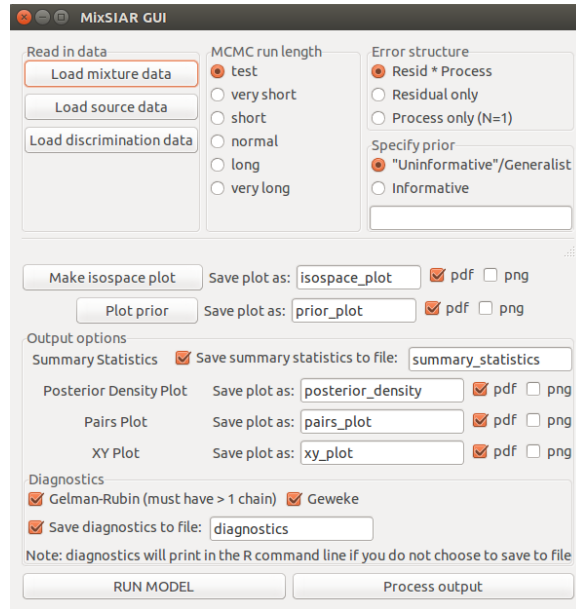 MixSIAR GUI
Read in data
Load mixture data
Load source data
Load discrimination data
MCMC run length
test
very short
short
normal
long
very long
Error structure
Resid * Process
Residual only
Process only (N=1)
Specify prior
"Uninformative"/Generalist
Informative
Make isospace plot Save plot as: isospace_plot pdf png
Plot prior Save plot as: prior_plot pdf png
Output options
Summary Statistics Save summary statistics to file: summary_statistics
Posterior Density Plot Save plot as: posterior_density pdf png
Pairs Plot Save plot as: pairs_plot pdf png
XY Plot Save plot as: xy_plot pdf png
Diagnostics
Gelman-Rubin (must have > 1 chain) Geweke
Save diagnostics to file: diagnostics
Note: diagnostics will print in the R command line if you do not choose to save to file
RUN MODEL Process output